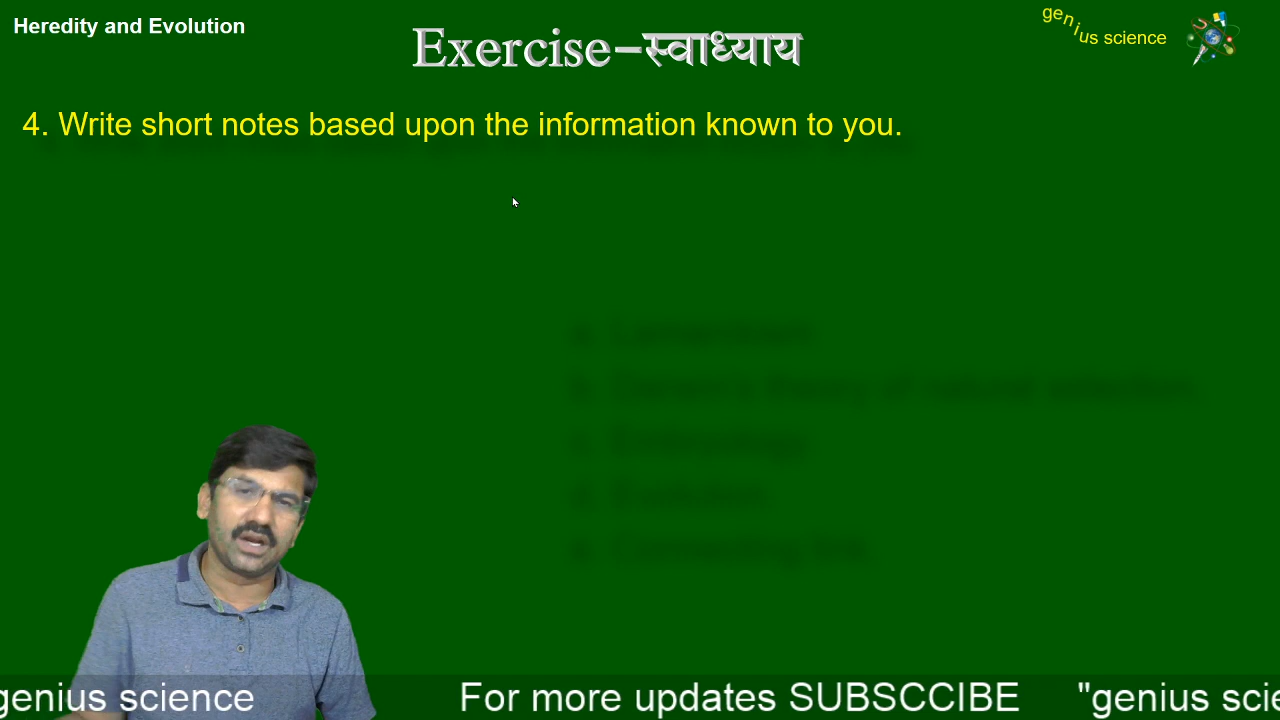 Heredity and Evolution
Exercise-स्वाध्याय
genius science
4. Write short notes based upon the information known to you.
genius science For more updates SUBSCCIBE "genius scie